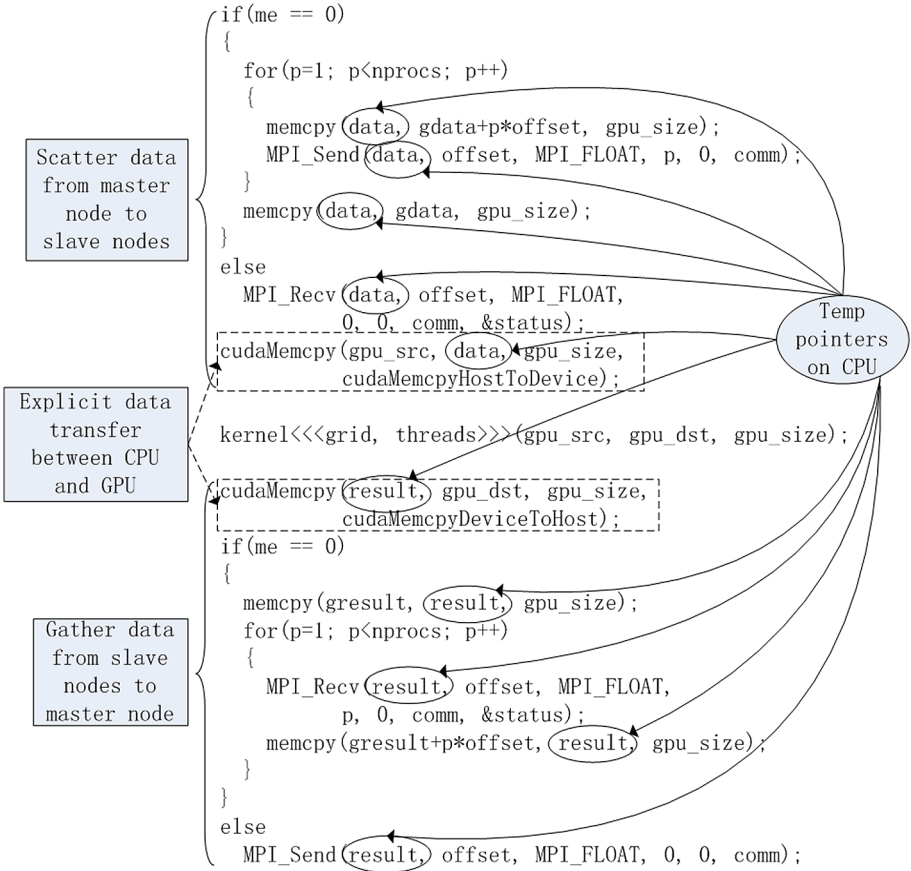 if(me == 0)
{
for(p=1; p<nprocs; p++)
{
memcpy(data, gdata+p*offset, gpu_size);
MPI_Send(data, offset, MPI_FLOAT, p, 0, comm);
}
memcpy(data, gdata, gpu_size);
}
else
MPI_Recv(data, offset, MPI_FLOAT,
0, 0, comm, &status);
cudaMemcpy(gpu_src, data, gpu_size,
cudaMemcpyHostToDevice);
kernel<<<grid, threads>>>(gpu_src, gpu_dst, gpu_size);
cudaMemcpy(result, gpu_dst, gpu_size,
cudaMemcpyDeviceToHost);
if(me == 0)
{
memcpy(gresult, result, gpu_size);
for(p=1; p<nprocs; p++)
{
MPI_Recv(result, offset, MPI_FLOAT,
p, 0, comm, &status);
memcpy(gresult+p*offset, result, gpu_size);
}
}
else
MPI_Send(result, offset, MPI_FLOAT, 0, 0, comm);
Scatter data
from master
node to
slave nodes
Explicit data
transfer
between CPU
and GPU
Gather data
from slave
nodes to
master node
Temp
pointers
on CPU